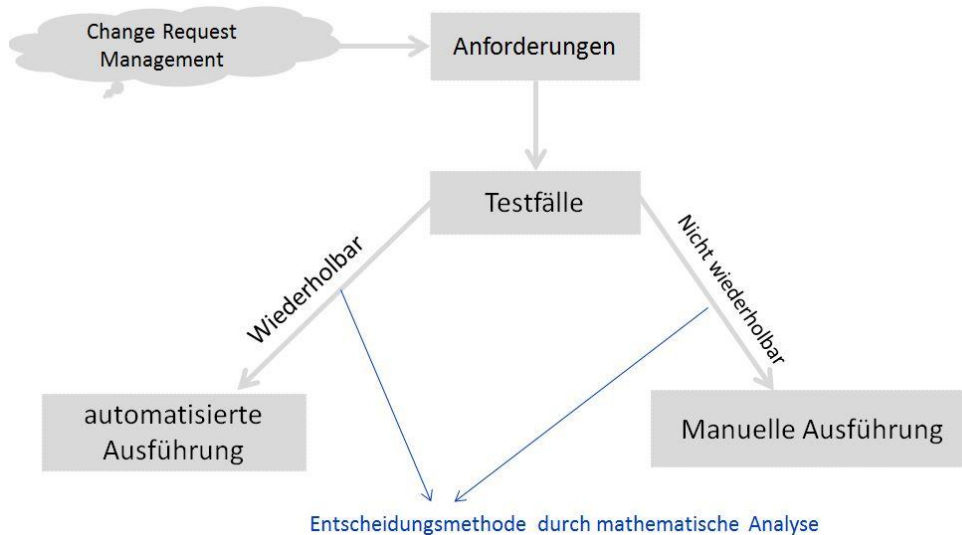 Change Request
Management
Anforderungen
Testfälle
Wiederholbar
Nicht wiederholbar
automatisierte
Ausführung
Manuelle Ausführung
Entscheidungsmethode durch mathematische Analyse